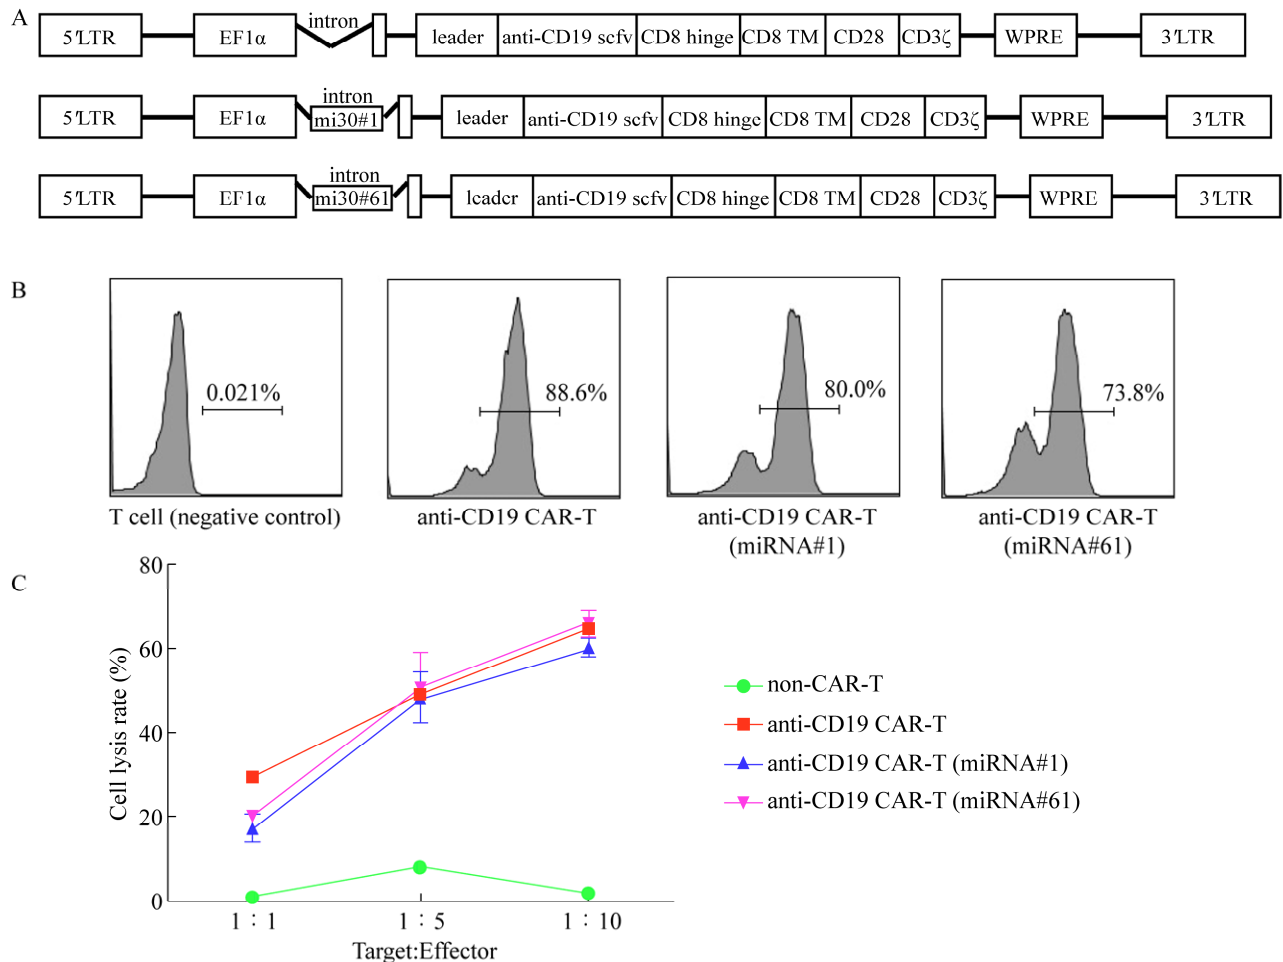 A
5′LTR EF1α intron leader anti-CD19 scfv CD8 hinge CD8 TM CD28 CD3ζ WPRE 3′LTR
5′LTR EF1α intron mi30#1 leader anti-CD19 scfv CD8 hinge CD8 TM CD28 CD3ζ WPRE 3′LTR
5′LTR EF1α intron mi30#61 leader anti-CD19 scfv CD8 hinge CD8 TM CD28 CD3ζ WPRE 3′LTR
B
0.021% 88.6% 80.0% 73.8%
T cell (negative control) anti-CD19 CAR-T anti-CD19 CAR-T anti-CD19 CAR-T
(miRNA#1) (miRNA#61)
C
Cell lysis rate (%)
80
60
40
20
0
1∶1 1∶5 1∶10
Target:Effector
non-CAR-T
anti-CD19 CAR-T
anti-CD19 CAR-T (miRNA#1)
anti-CD19 CAR-T (miRNA#61)